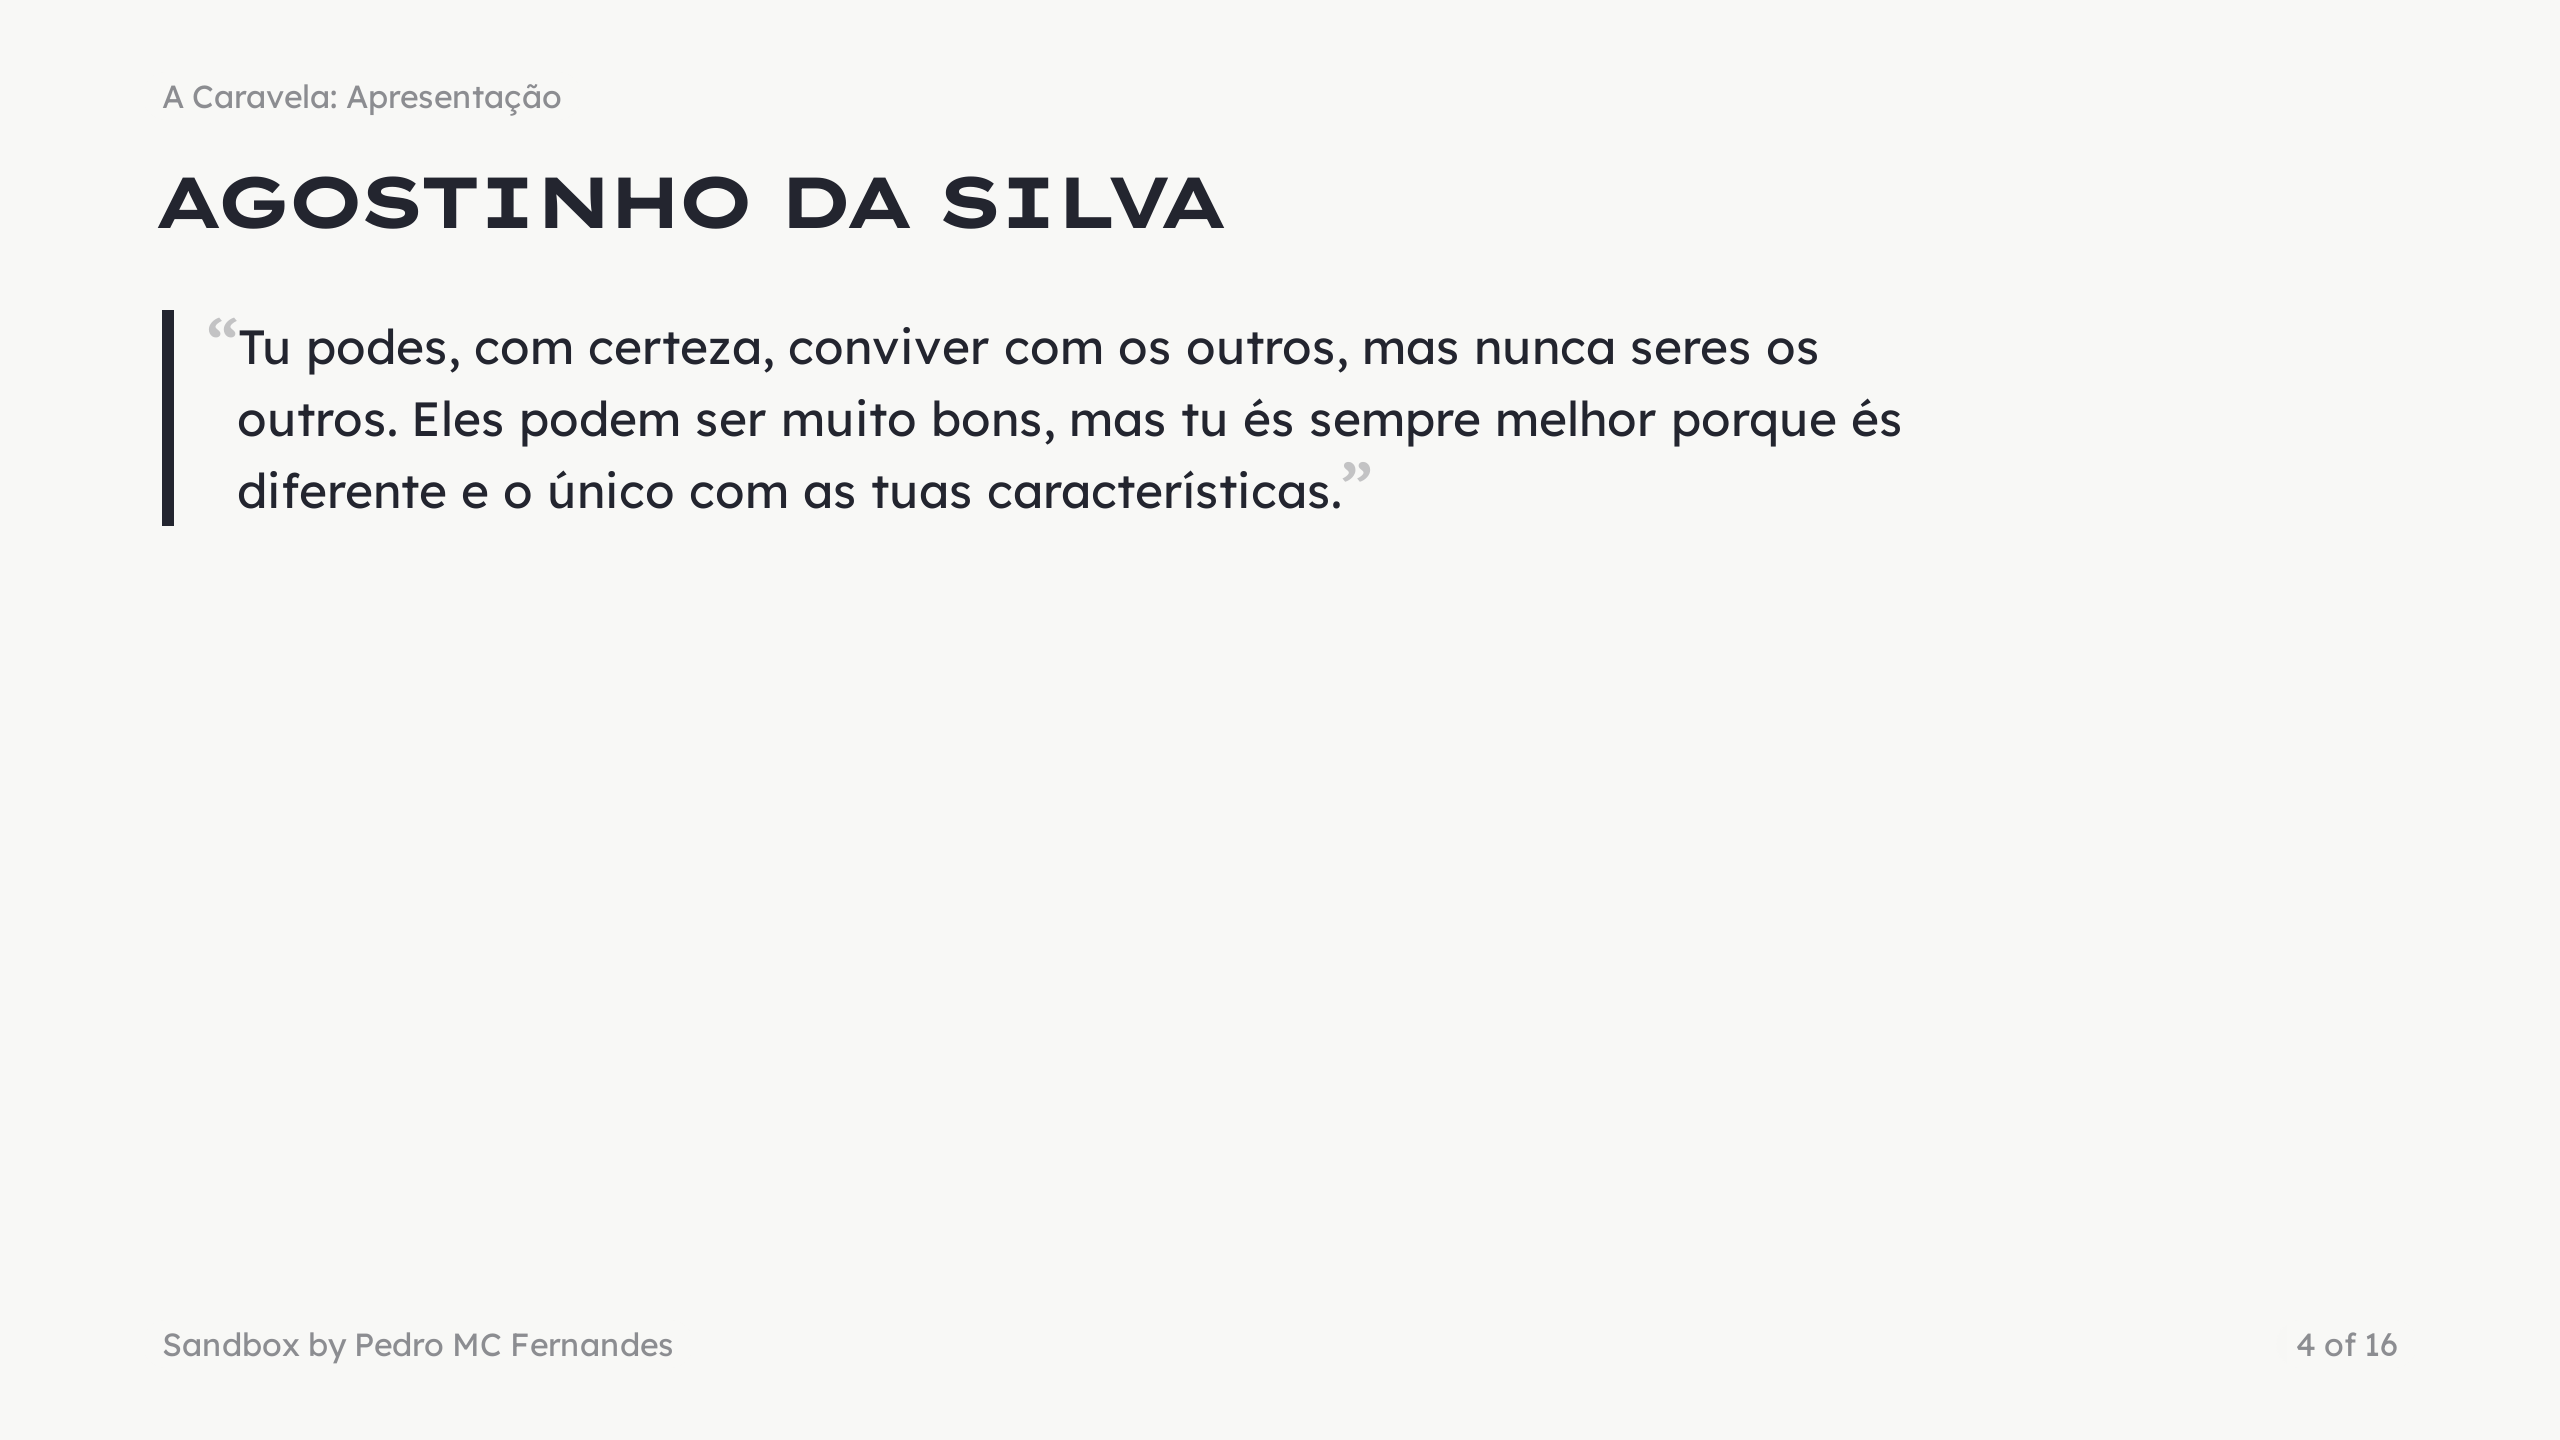 A Caravela: Apresentação
AGOSTINHO DA SILVA
“Tu podes, com certeza, conviver com os outros, mas nunca seres os
outros. Eles podem ser muito bons, mas tu és sempre melhor porque és
diferente e o único com as tuas características.”
Sandbox by Pedro MC Fernandes
4 of 16